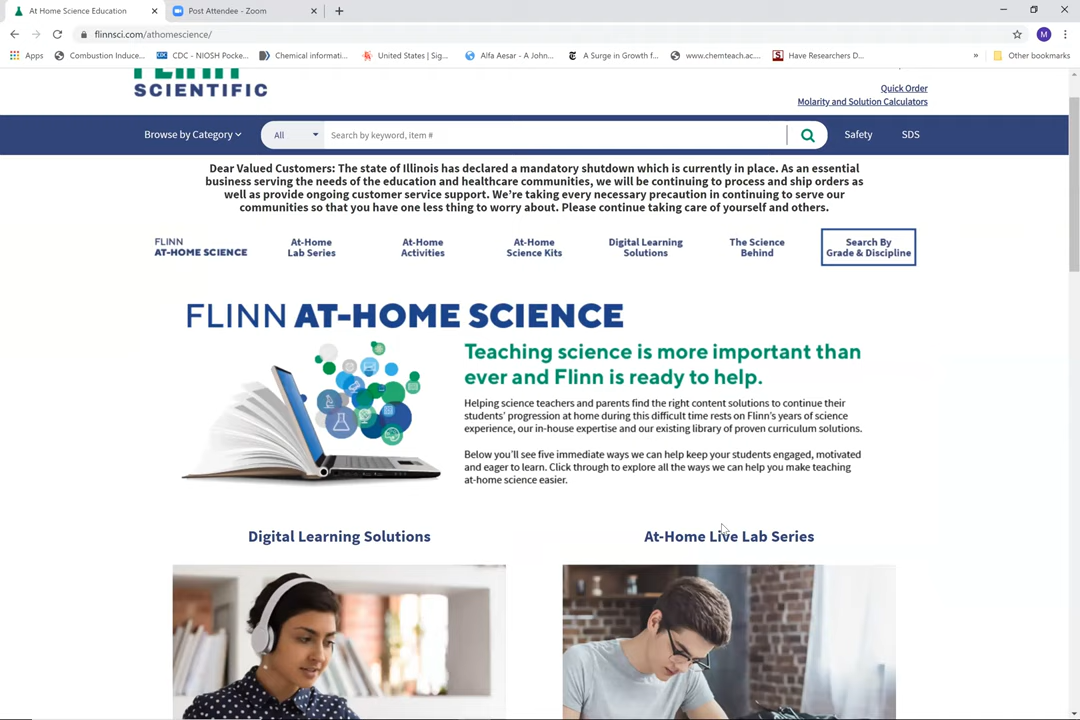 At Home Science Education
Post Attendee - Zoom
flinnsci.com/athomescience/
M
Apps
Combustion Induce...
CDC - NIOSH Pocke...
Chemical informati...
United States | Sig...
Alfa Aesar - A John...
A Surge in Growth f...
www.chemteach.ac....
Have Researchers D...
»
Other bookmarks
FLINN
SCIENTIFIC
Quick Order
Molarity and Solution Calculators
Browse by Category
All
Search by keyword, item #
Safety
SDS
Dear Valued Customers: The state of Illinois has declared a mandatory shutdown which is currently in place. As an
essential business serving the needs of the education and healthcare communities, we will be continuing to process and ship orders as
well as provide ongoing customer service support. We're taking every necessary precaution in continuing to serve our
communities so that you have one less thing to worry about. Please continue taking care of yourself and others.
FLINN
AT-HOME SCIENCE
At-Home
Lab Series
At-Home
Activities
At-Home
Science Kits
Digital Learning
Solutions
The Science
Behind
Search By
Grade & Discipline
FLINN AT-HOME SCIENCE
Teaching science is more important than
ever and Flinn is ready to help.
Helping science teachers and parents find the right content solutions to continue their
students' progression at home during this difficult time rests on Flinn's years of science
experience, our in-house expertise and our existing library of proven curriculum solutions.
Below you'll see five immediate ways we can help keep your students engaged, motivated
and eager to learn. Click through to explore all the ways we can help you make teaching
at-home science easier.
Digital Learning Solutions
At-Home Live Lab Series